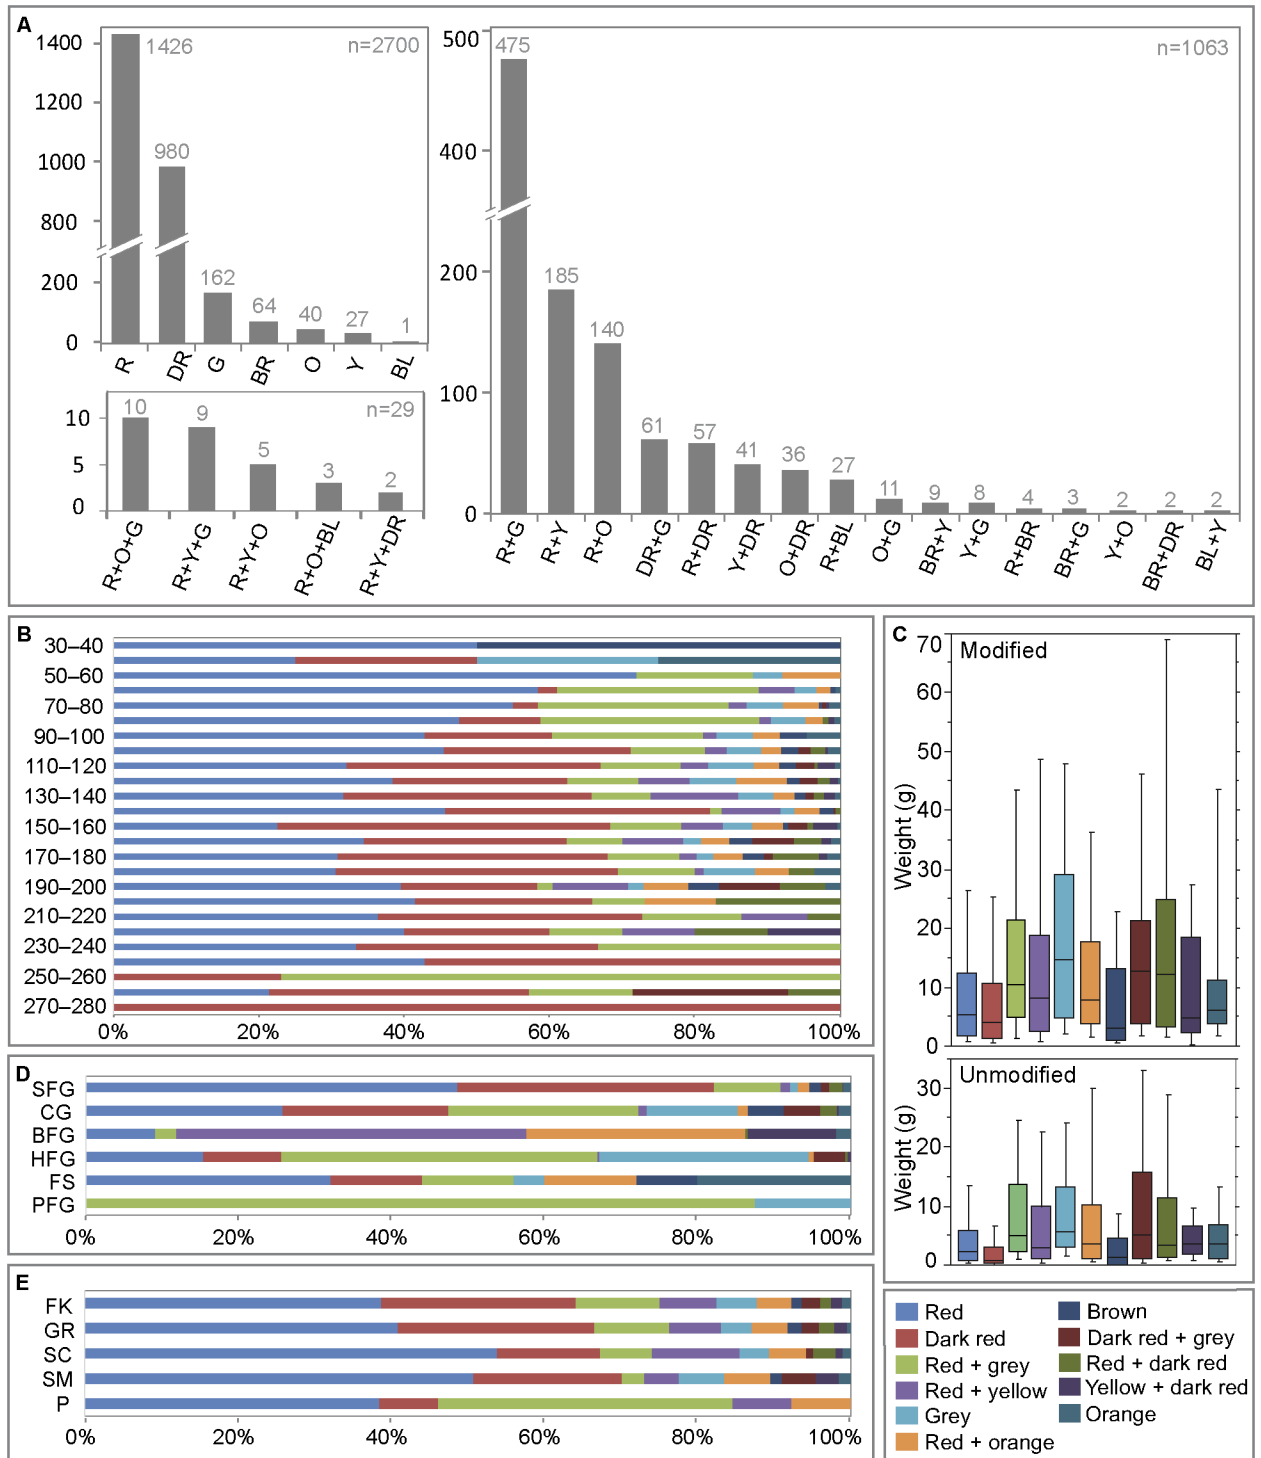 A
1400
1200
1000
800
200
0
n=2700
1426
980
162
64
40
27
1
R
DR
G
BR
O
Y
BL
10
5
0
n=29
10
9
5
3
2
R+O+G
R+Y+G
R+Y+O
R+O+BL
R+Y+DR
500
400
200
100
0
n=1063
475
185
140
61
57
41
36
27
11
9
8
4
3
2
2
2
R+G
R+Y
R+O
DR+G
R+DR
Y+DR
O+DR
R+BL
O+G
BR+Y
Y+G
R+BR
BR+G
Y+O
BR+DR
BL+Y
B
30–40
50–60
70–80
90–100
110–120
130–140
150–160
170–180
190–200
210–220
230–240
250–260
270–280
0% 20% 40% 60% 80% 100%
C
Modified
Weight (g)
70
60
50
40
30
20
10
0
Unmodified
Weight (g)
30
20
10
0
D
SFG
CG
BFG
HFG
FS
PFG
0% 20% 40% 60% 80% 100%
E
FK
GR
SC
SM
P
0% 20% 40% 60% 80% 100%
Red
Dark red
Red + grey
Red + yellow
Grey
Red + orange
Brown
Dark red + grey
Red + dark red
Yellow + dark red
Orange